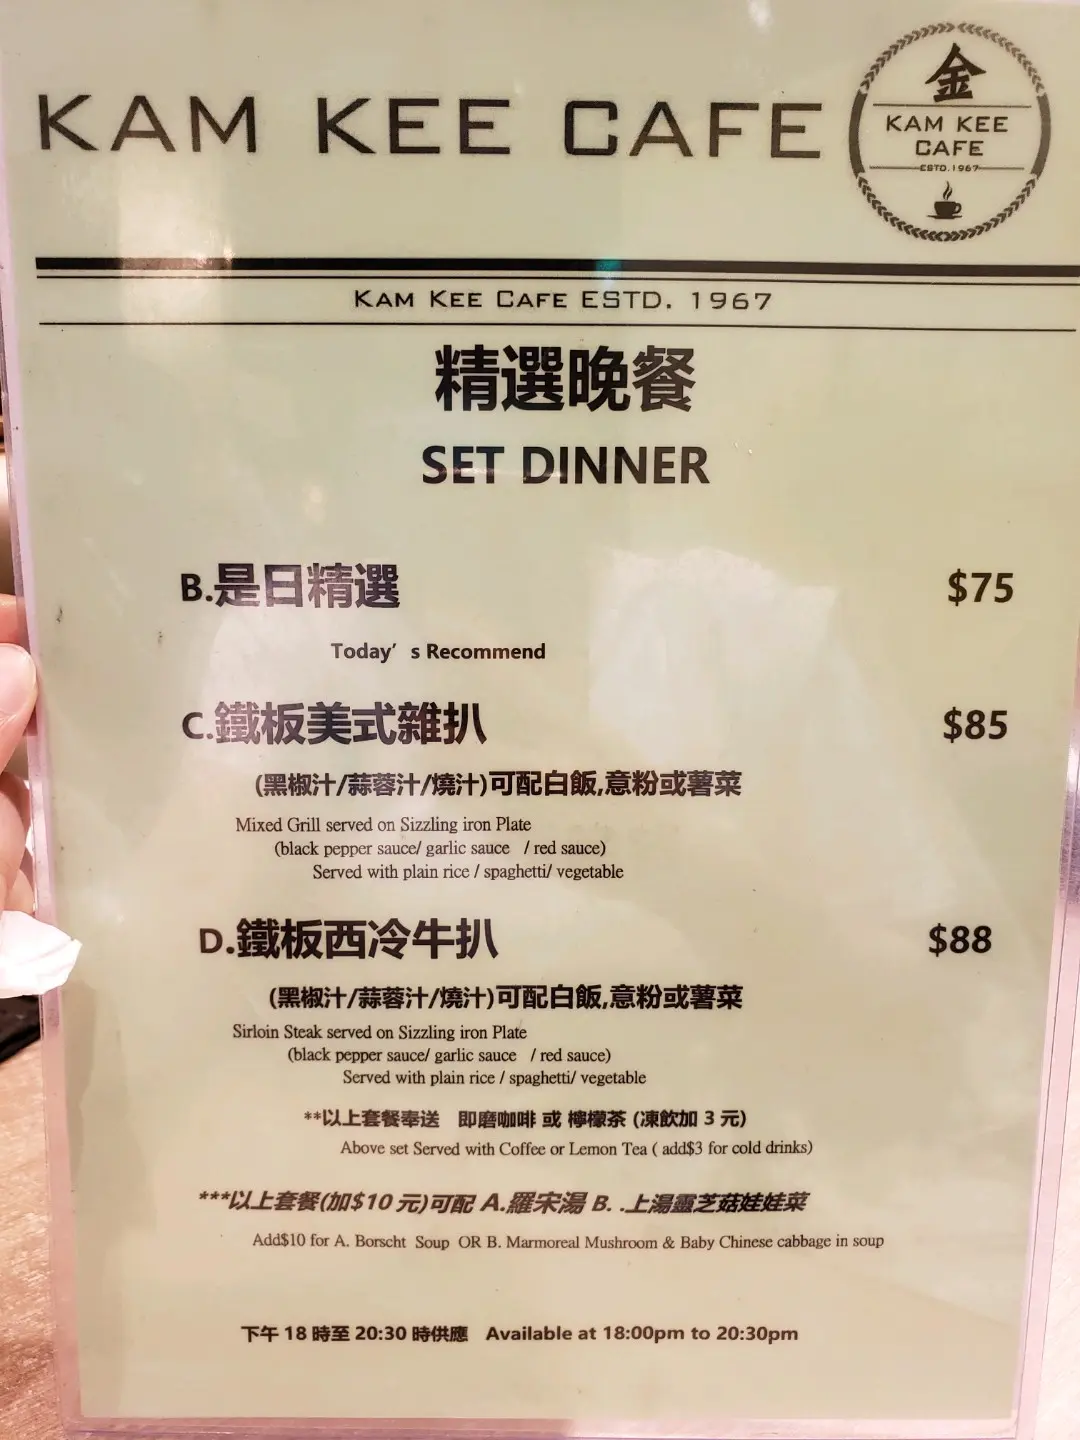 KAM KEE CAFE
金
KAM KEE
CAFE
ESTD.1967
KAM KEE CAFE ESTD. 1967
精選晚餐
SET DINNER
B.是日精選 $75
Today’s Recommend
C.鐵板美式雜扒 $85
(黑椒汁/蒜蓉汁/燒汁)可配白飯,意粉或薯菜
Mixed Grill served on Sizzling iron Plate
(black pepper sauce/ garlic sauce / red sauce)
Served with plain rice / spaghetti/ vegetable
D.鐵板西冷牛扒 $88
(黑椒汁/蒜蓉汁/燒汁)可配白飯,意粉或薯菜
Sirloin Steak served on Sizzling iron Plate
(black pepper sauce/ garlic sauce / red sauce)
Served with plain rice / spaghetti/ vegetable
**以上套餐奉送 即磨咖啡 或 檸檬茶 (凍飲加 3 元)
Above set Served with Coffee or Lemon Tea ( add$3 for cold drinks)
***以上套餐(加$10 元)可配 A.羅宋湯 B. .上湯靈芝菇娃娃菜
Add$10 for A. Borscht Soup OR B. Marmoreal Mushroom & Baby Chinese cabbage in soup
下午 18 時至 20:30 時供應 Available at 18:00pm to 20:30pm